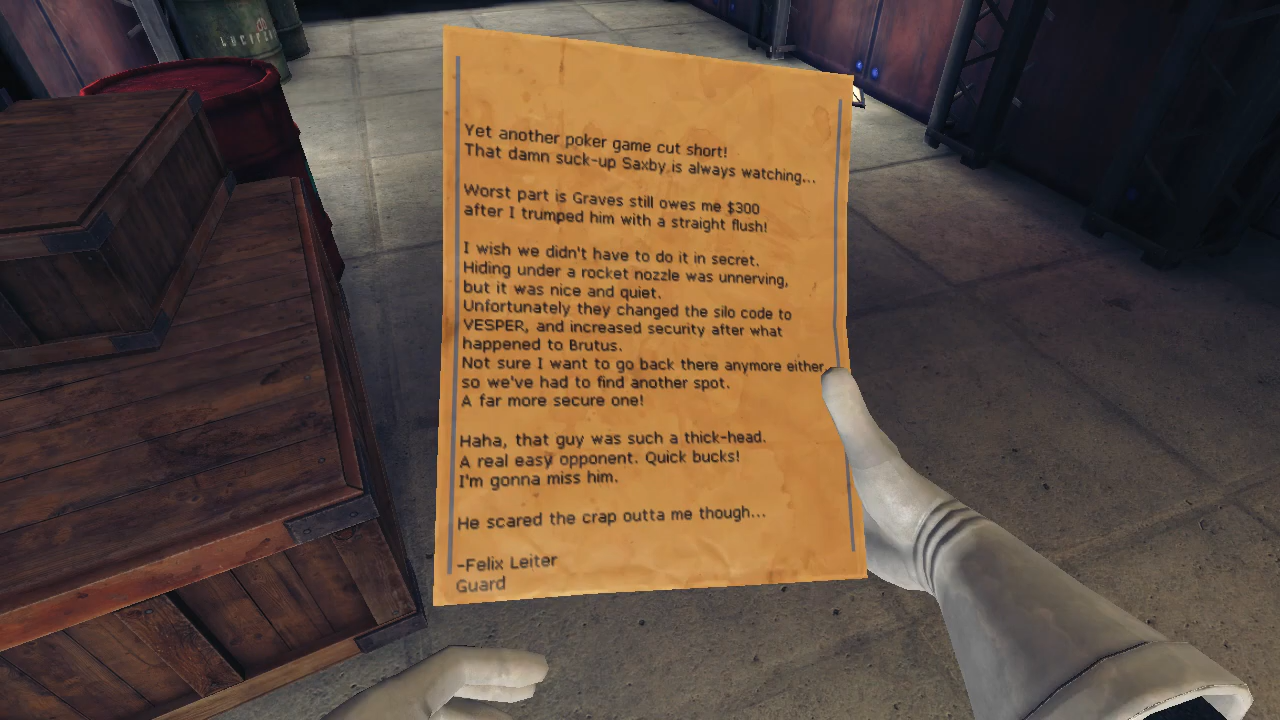 Yet another poker game cut short!
That damn suck-up Saxby is always watching...
Worst part is Graves still owes me $300
after I trumped him with a straight flush!
I wish we didn't have to do it in secret.
Hiding under a rocket nozzle was unnerving,
but it was nice and quiet.
Unfortunately they changed the silo code to
VESPER, and increased security after what
happened to Brutus.
Not sure I want to go back there anymore either,
so we've had to find another spot.
A far more secure one!
Haha, that guy was such a thick-head.
A real easy opponent. Quick bucks!
I'm gonna miss him.
He scared the crap outta me though...
-Felix Leiter
Guard